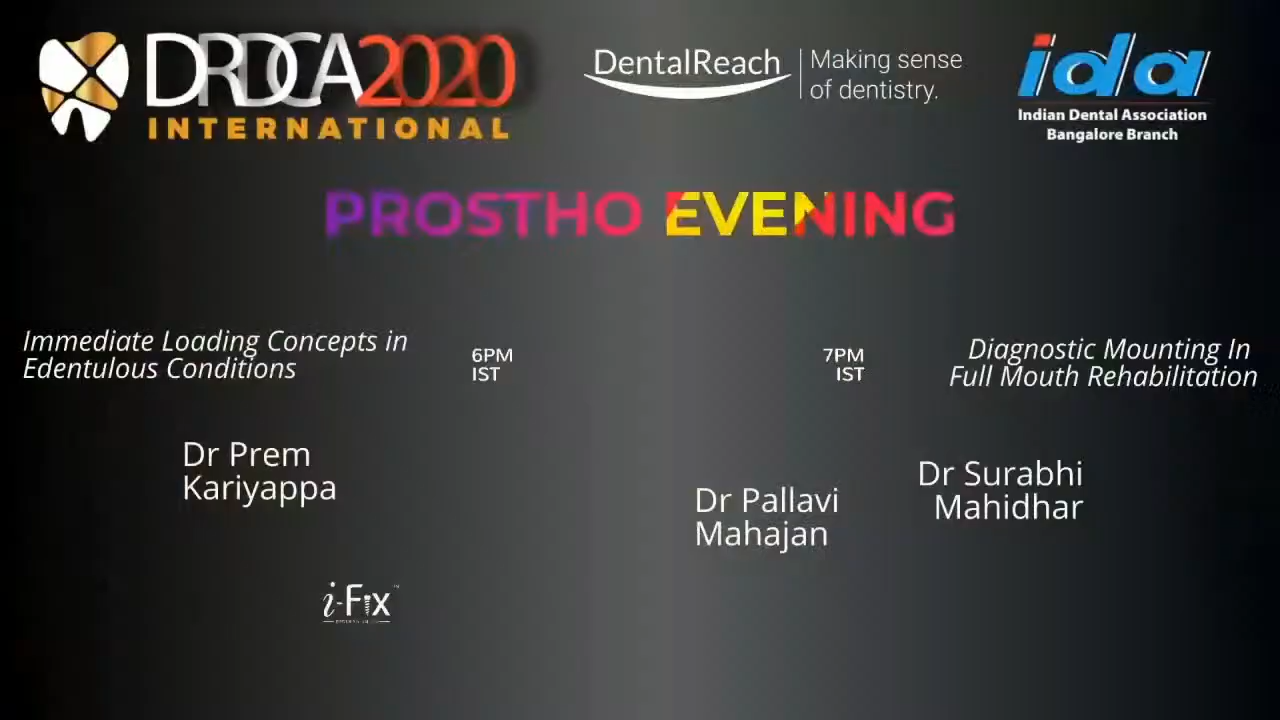 DRDCA2020
INTERNATIONAL
DentalReach
Making sense
of dentistry.
ida
Indian Dental Association
Bangalore Branch
PROSTHO EVENING
Immediate Loading Concepts in
Edentulous Conditions
6PM
IST
7PM
IST
Diagnostic Mounting In
Full Mouth Rehabilitation
Dr Prem
Kariyappa
Dr Pallavi
Mahajan
Dr Surabhi
Mahidhar
i-Fix